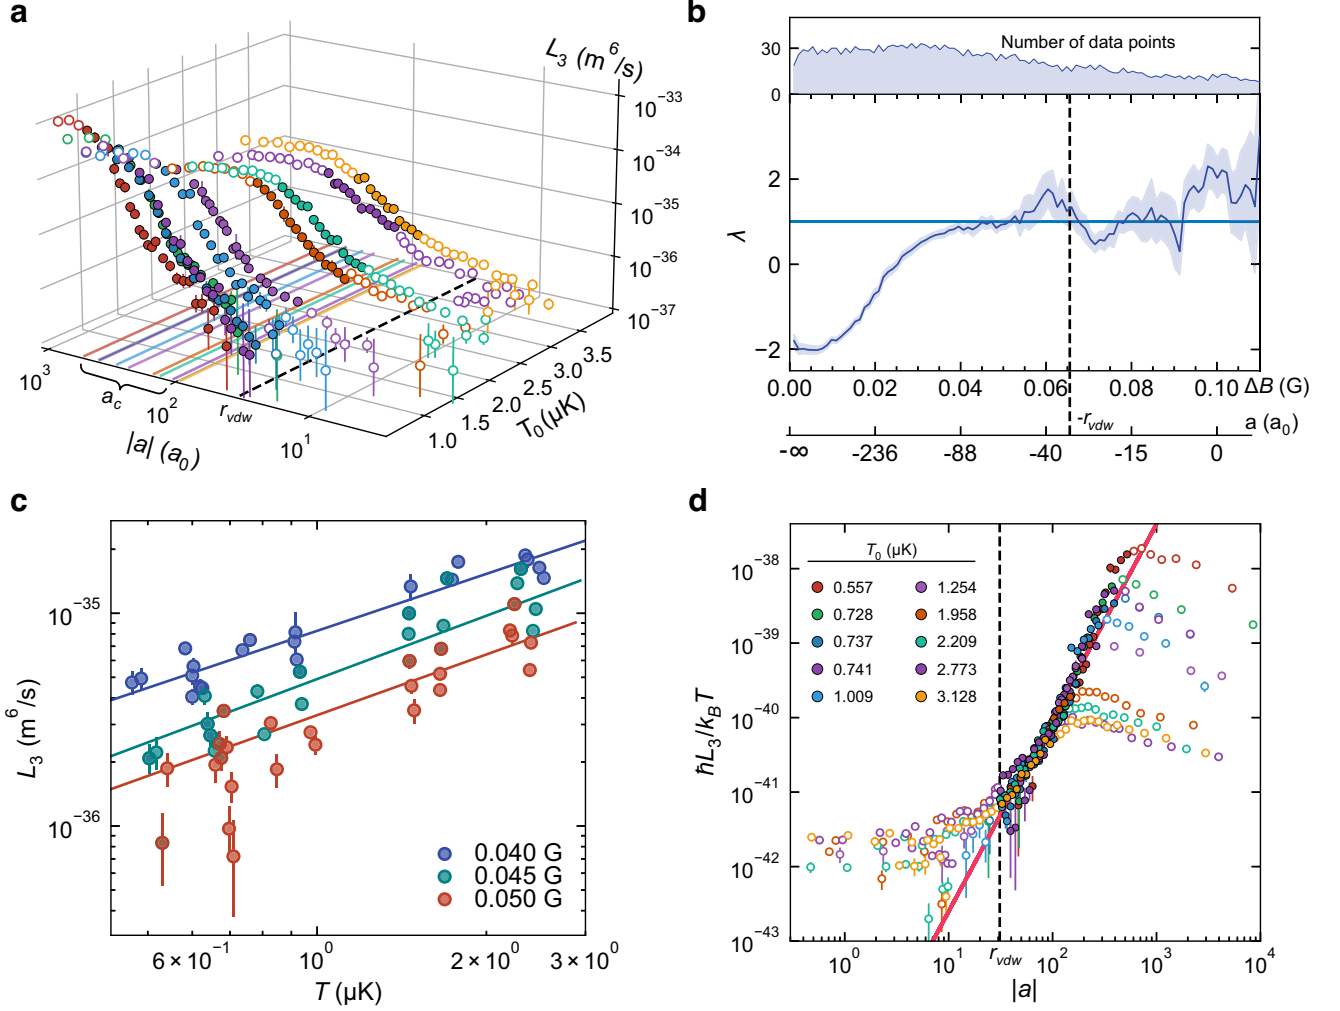 a
L₃ (m⁶/s)
10⁻³³
10⁻³⁴
10⁻³⁵
10⁻³⁶
10⁻³⁷
3.5
3.0
2.5
2.0
1.5
1.0
T₀(µK)
10³
a_c
10²
r_vdw
10¹
|a| (a₀)
b
Number of data points
30
0
2
0
−2
λ
0.00 0.02 0.04 0.06 0.08 0.10 ΔB (G)
-r_vdw
a (a₀)
-∞ -236 -88 -40 -15 0
c
10⁻³⁵
10⁻³⁶
L₃ (m⁶/s)
0.040 G
0.045 G
0.050 G
6 × 10⁻¹ 10⁰ 2 × 10⁰ 3 × 10⁰
T (µK)
d
T₀ (µK)
0.557 1.254
0.728 1.958
0.737 2.209
0.741 2.773
1.009 3.128
10⁻³⁸
10⁻³⁹
10⁻⁴⁰
10⁻⁴¹
10⁻⁴²
10⁻⁴³
ħL₃/k_BT
10⁰ 10¹ r_vdw 10² 10³ 10⁴
|a|